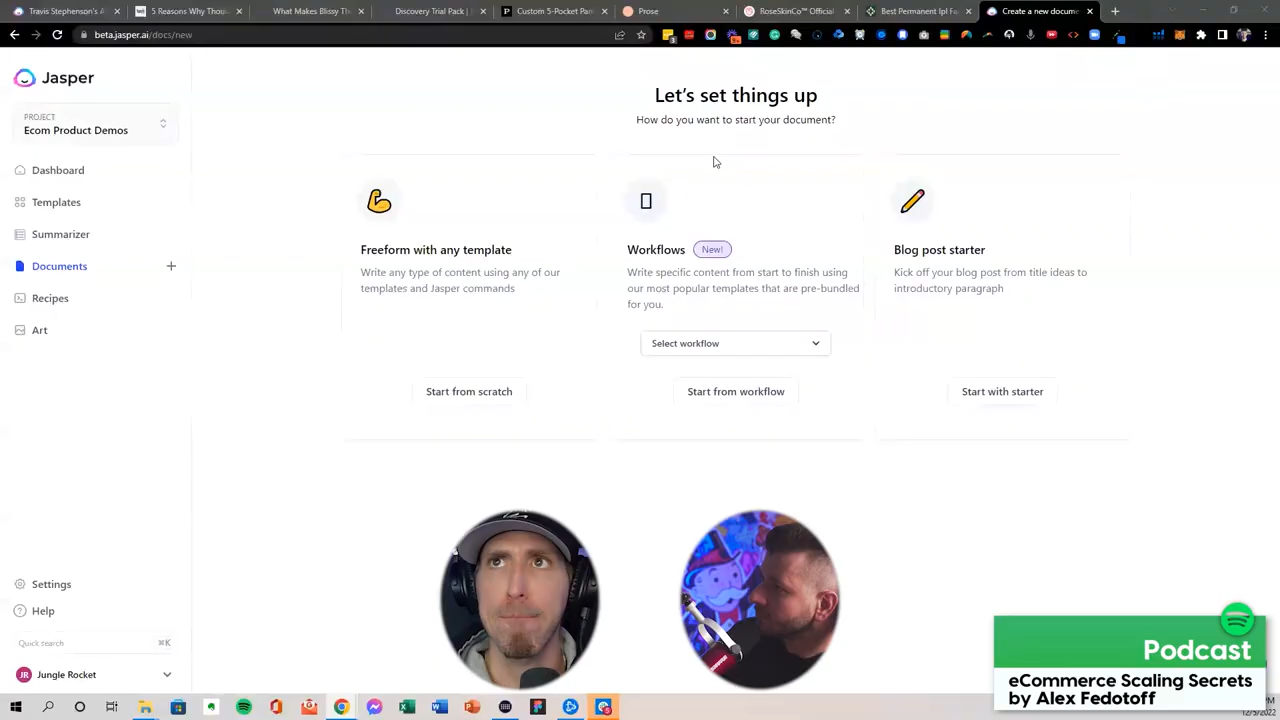 Travis Stephenson's A
5 Reasons Why Thou
What Makes Blissy Th
Discovery Trial Pack |
Custom 5-Pocket Pan
Prose
RoseSkinCo™ Official
Best Permanent Ipl Fa
Create a new docume
beta.jasper.ai/docs/new
Jasper
PROJECT
Ecom Product Demos
Dashboard
Templates
Summarizer
Documents
Recipes
Art
Settings
Help
Quick search
⌘K
JR
Jungle Rocket
Let's set things up
How do you want to start your document?
Freeform with any template
Write any type of content using any of our
templates and Jasper commands
Start from scratch
Workflows New!
Write specific content from start to finish using
our most popular templates that are pre-bundled
for you.
Select workflow
Start from workflow
Blog post starter
Kick off your blog post from title ideas to
introductory paragraph
Start with starter
Podcast
eCommerce Scaling Secrets
by Alex Fedotoff
12/5/2022